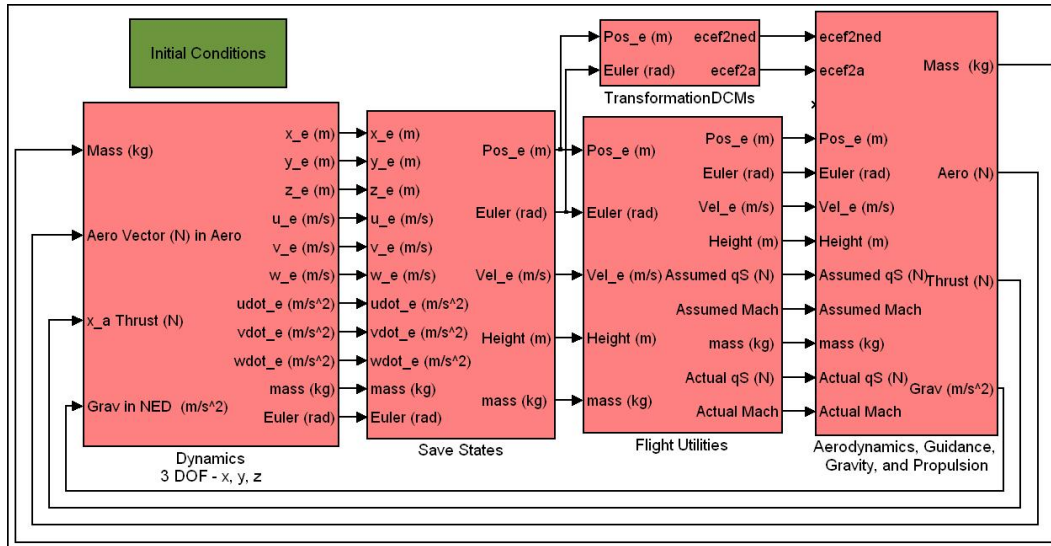 Initial Conditions
Mass (kg)
Aero Vector (N) in Aero
x_a Thrust (N)
Grav in NED (m/s^2)
x_e (m)
y_e (m)
z_e (m)
u_e (m/s)
v_e (m/s)
w_e (m/s)
udot_e (m/s^2)
vdot_e (m/s^2)
wdot_e (m/s^2)
mass (kg)
Euler (rad)
Dynamics
3 DOF - x, y, z
x_e (m)
y_e (m)
z_e (m)
u_e (m/s)
v_e (m/s)
w_e (m/s)
udot_e (m/s^2)
vdot_e (m/s^2)
wdot_e (m/s^2)
mass (kg)
Euler (rad)
Pos_e (m)
Euler (rad)
Vel_e (m/s)
Height (m)
mass (kg)
Save States
Pos_e (m)
Euler (rad)
ecef2ned
ecef2a
TransformationDCMs
Pos_e (m)
Euler (rad)
Vel_e (m/s)
Height (m)
mass (kg)
Pos_e (m)
Euler (rad)
Vel_e (m/s)
Height (m)
Assumed qS (N)
Assumed Mach
mass (kg)
Actual qS (N)
Actual Mach
Flight Utilities
ecef2ned
ecef2a
Pos_e (m)
Euler (rad)
Vel_e (m/s)
Height (m)
Assumed qS (N)
Assumed Mach
mass (kg)
Actual qS (N)
Actual Mach
Mass (kg)
Aero (N)
Thrust (N)
Grav (m/s^2)
Aerodynamics, Guidance,
Gravity, and Propulsion